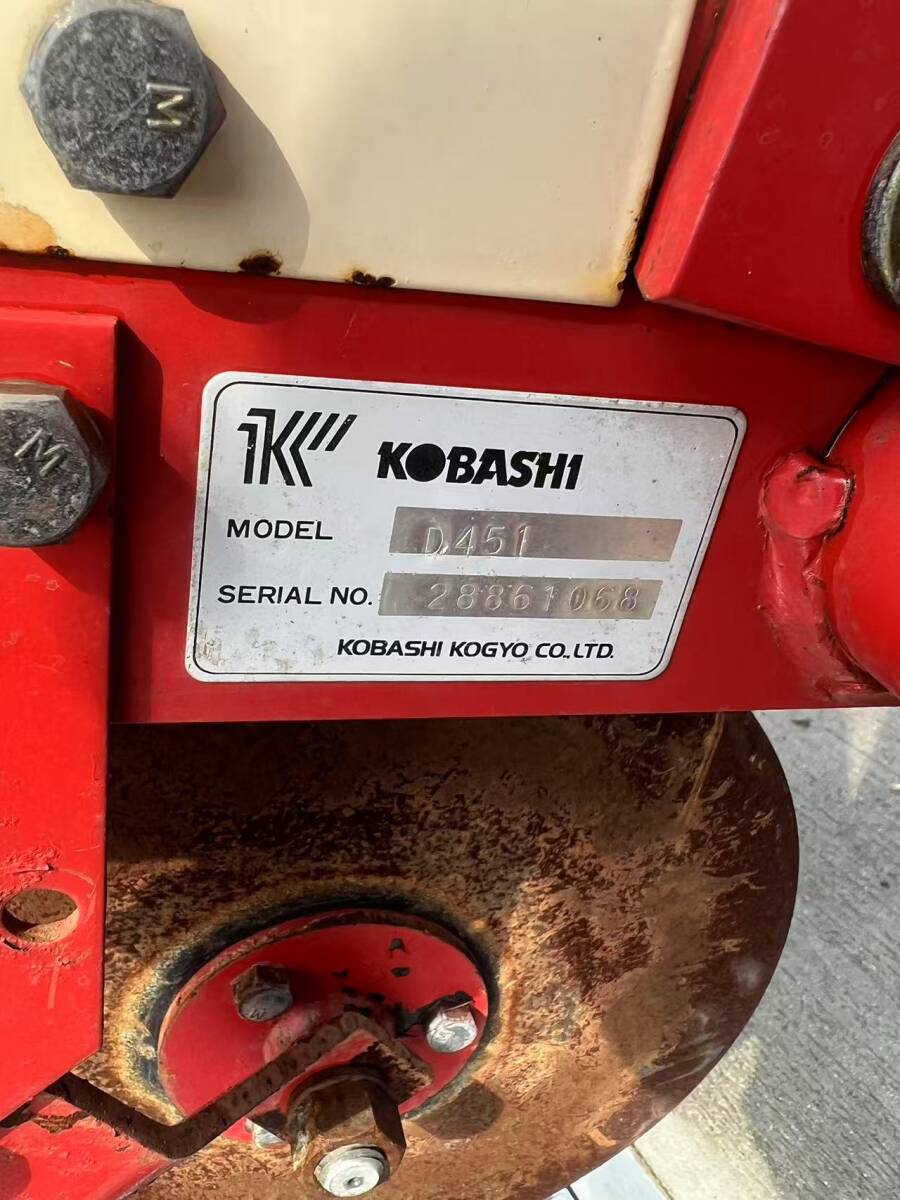 M
M
K KOBASHI
MODEL D451
SERIAL NO. 28861068
KOBASHI KOGYO CO.,LTD.